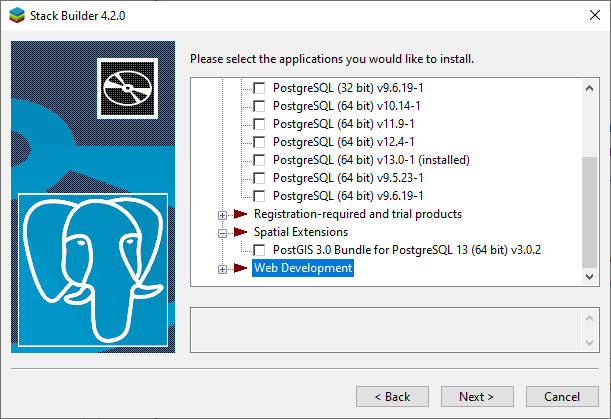 Stack Builder 4.2.0
Please select the applications you would like to install.
PostgreSQL (32 bit) v9.6.19-1
PostgreSQL (64 bit) v10.14-1
PostgreSQL (64 bit) v11.9-1
PostgreSQL (64 bit) v12.4-1
PostgreSQL (64 bit) v13.0-1 (installed)
PostgreSQL (64 bit) v9.5.23-1
PostgreSQL (64 bit) v9.6.19-1
Registration-required and trial products
Spatial Extensions
PostGIS 3.0 Bundle for PostgreSQL 13 (64 bit) v3.0.2
Web Development
< Back
Next >
Cancel